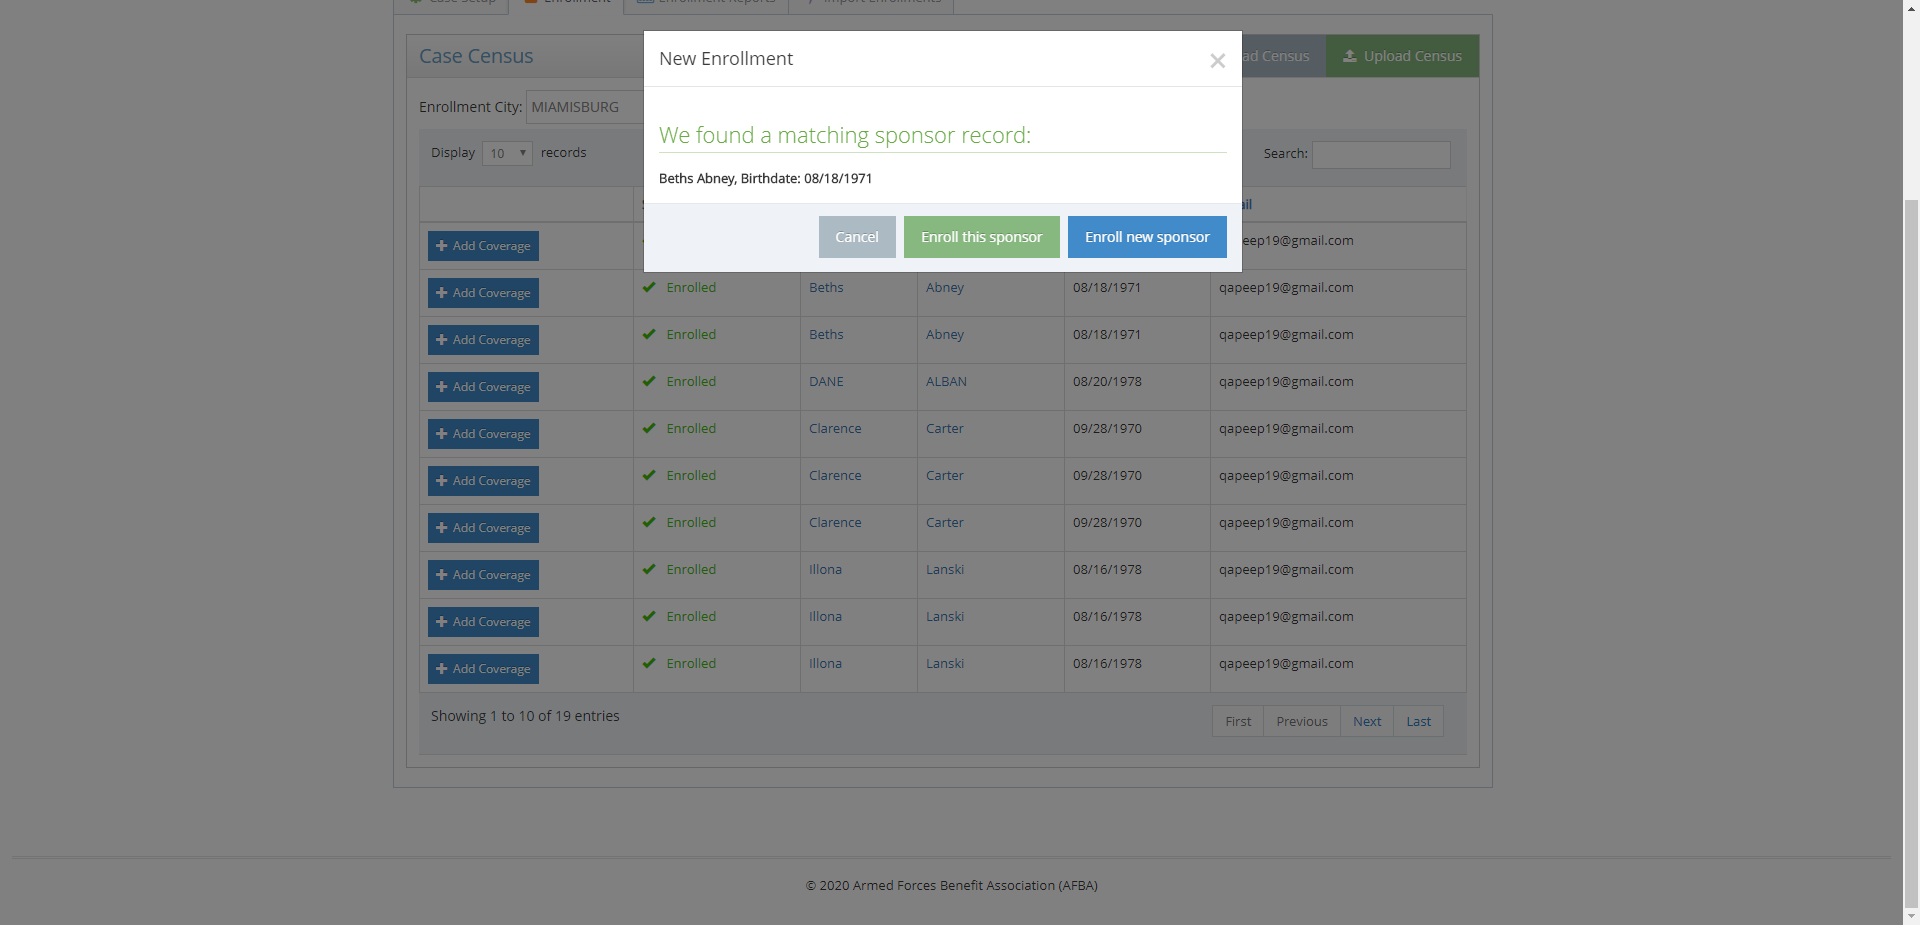 New Enrollment
We found a matching sponsor record:
Beths Abney, Birthdate: 08/18/1971
Cancel Enroll this sponsor Enroll new sponsor
Case Setup Enrollment Enrollment Reports Import Enrollments
Case Census Census Upload Census
Enrollment City: MIAMISBURG
Display 10 records Search:
Add Coverage
Add Coverage Enrolled Beths Abney 08/18/1971 qapeep19@gmail.com
Add Coverage Enrolled Beths Abney 08/18/1971 qapeep19@gmail.com
Add Coverage Enrolled DANE ALBAN 08/20/1978 qapeep19@gmail.com
Add Coverage Enrolled Clarence Carter 09/28/1970 qapeep19@gmail.com
Add Coverage Enrolled Clarence Carter 09/28/1970 qapeep19@gmail.com
Add Coverage Enrolled Clarence Carter 09/28/1970 qapeep19@gmail.com
Add Coverage Enrolled Illona Lanski 08/16/1978 qapeep19@gmail.com
Add Coverage Enrolled Illona Lanski 08/16/1978 qapeep19@gmail.com
Add Coverage Enrolled Illona Lanski 08/16/1978 qapeep19@gmail.com
Showing 1 to 10 of 19 entries First Previous Next Last
© 2020 Armed Forces Benefit Association (AFBA)